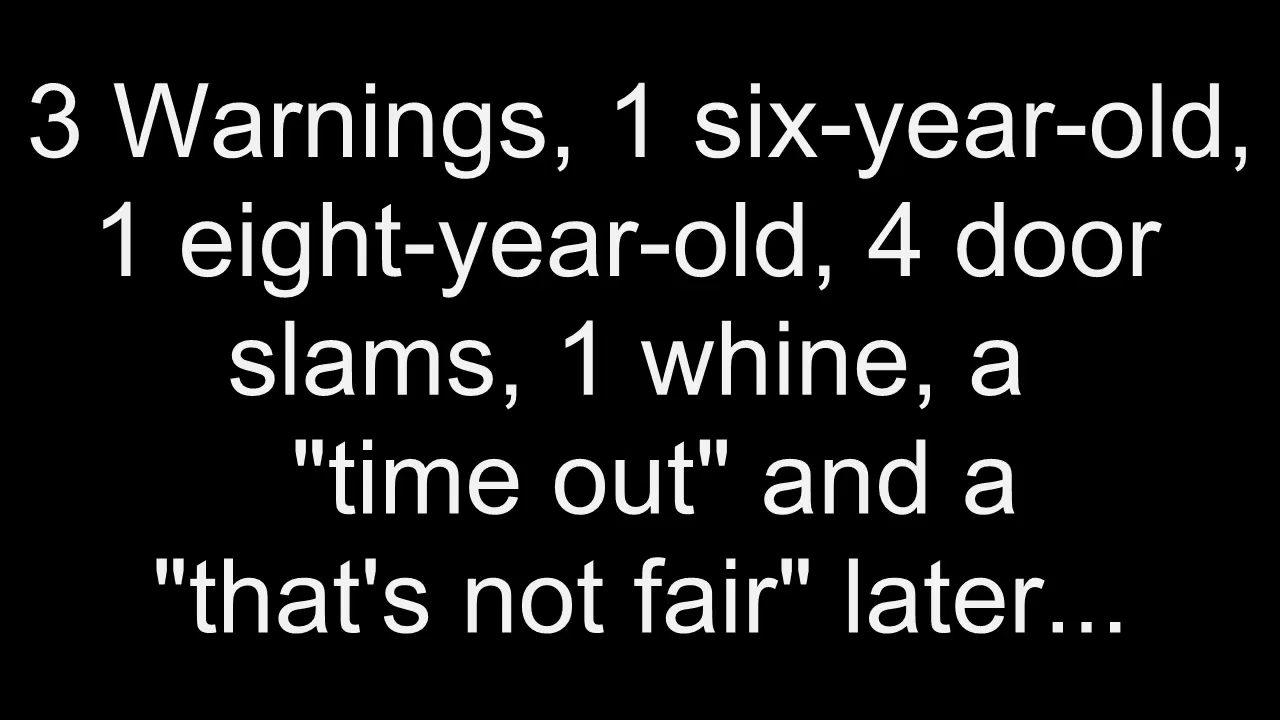 3 Warnings, 1 six-year-old,
1 eight-year-old, 4 door
slams, 1 whine, a
"time out" and a
"that's not fair" later...